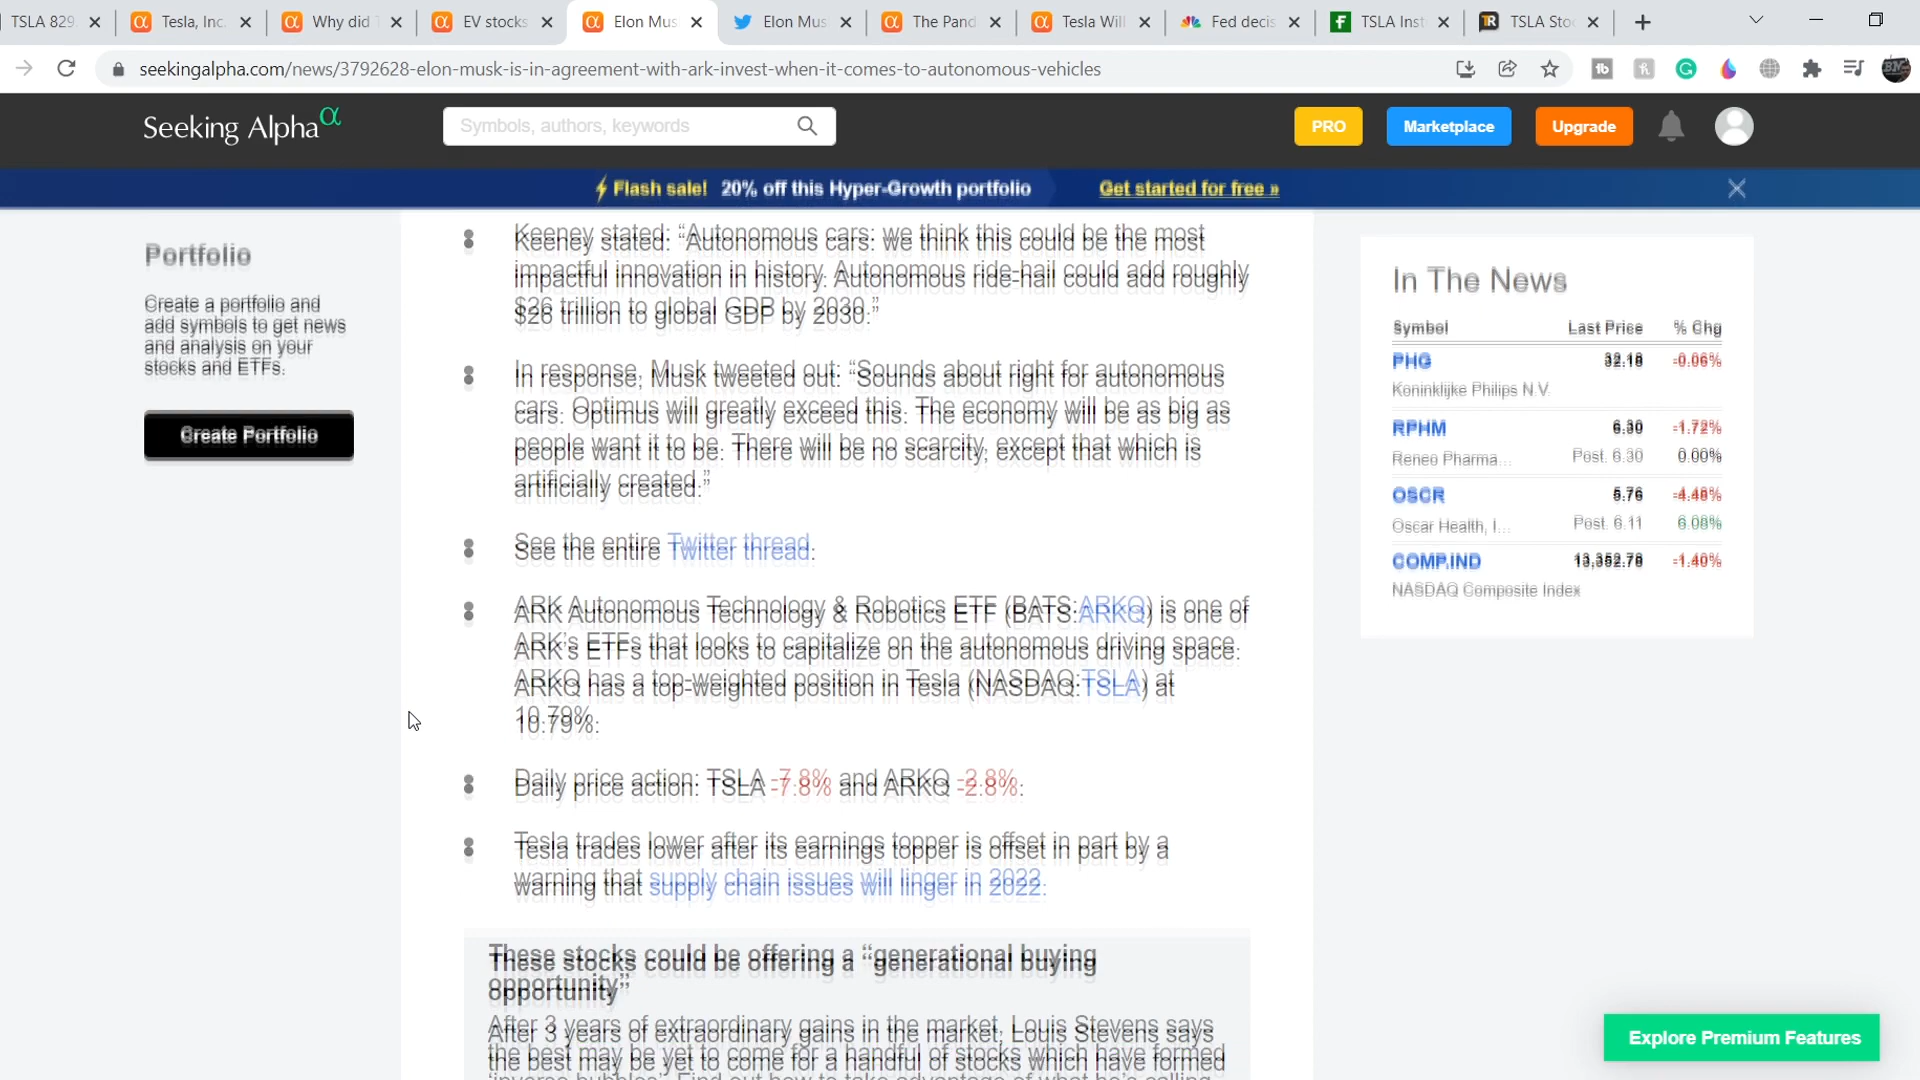 TSLA 829
Tesla, Inc.
Why did T
EV stocks
Elon Mus
Elon Mus
The Pand
Tesla Will
Fed decis
TSLA Inst
TSLA Stoc
seekingalpha.com/news/3792628-elon-musk-is-in-agreement-with-ark-invest-when-it-comes-to-autonomous-vehicles
Seeking Alpha α
Symbols, authors, keywords
PRO
Marketplace
Upgrade
Flash sale! 20% off this Hyper-Growth portfolio
Get started for free »
Portfolio
Create a portfolio and
add symbols to get news
and analysis on your
stocks and ETFs.
Create Portfolio
Keeney stated: “Autonomous cars: we think this could be the most
impactful innovation in history. Autonomous ride-hail could add roughly
$26 trillion to global GDP by 2030.”
In response, Musk tweeted out: “Sounds about right for autonomous
cars. Optimus will greatly exceed this. The economy will be as big as
people want it to be. There will be no scarcity, except that which is
artificially created.”
See the entire Twitter thread.
ARK Autonomous Technology & Robotics ETF (BATS:ARKQ) is one of
ARK’s ETFs that looks to capitalize on the autonomous driving space.
ARKQ has a top-weighted position in Tesla (NASDAQ:TSLA) at
10.79%.
Daily price action: TSLA -7.8% and ARKQ -2.8%.
Tesla trades lower after its earnings topper is offset in part by a
warning that supply chain issues will linger in 2022.
These stocks could be offering a “generational buying
opportunity”
After 3 years of extraordinary gains in the market, Louis Stevens says
the best may be yet to come for a handful of stocks which have formed
‘inverse bubbles’. Find out how to take advantage of what he's calling
In The News
Symbol Last Price % Chg
PHG 32.18 -0.06%
Koninklijke Philips N.V.
RPHM 6.30 -1.72%
Reneo Pharma... Post. 6.30 0.00%
OSCR 5.76 -4.48%
Oscar Health, I... Post. 6.11 6.08%
COMP.IND 13,352.78 -1.40%
NASDAQ Composite Index
Explore Premium Features